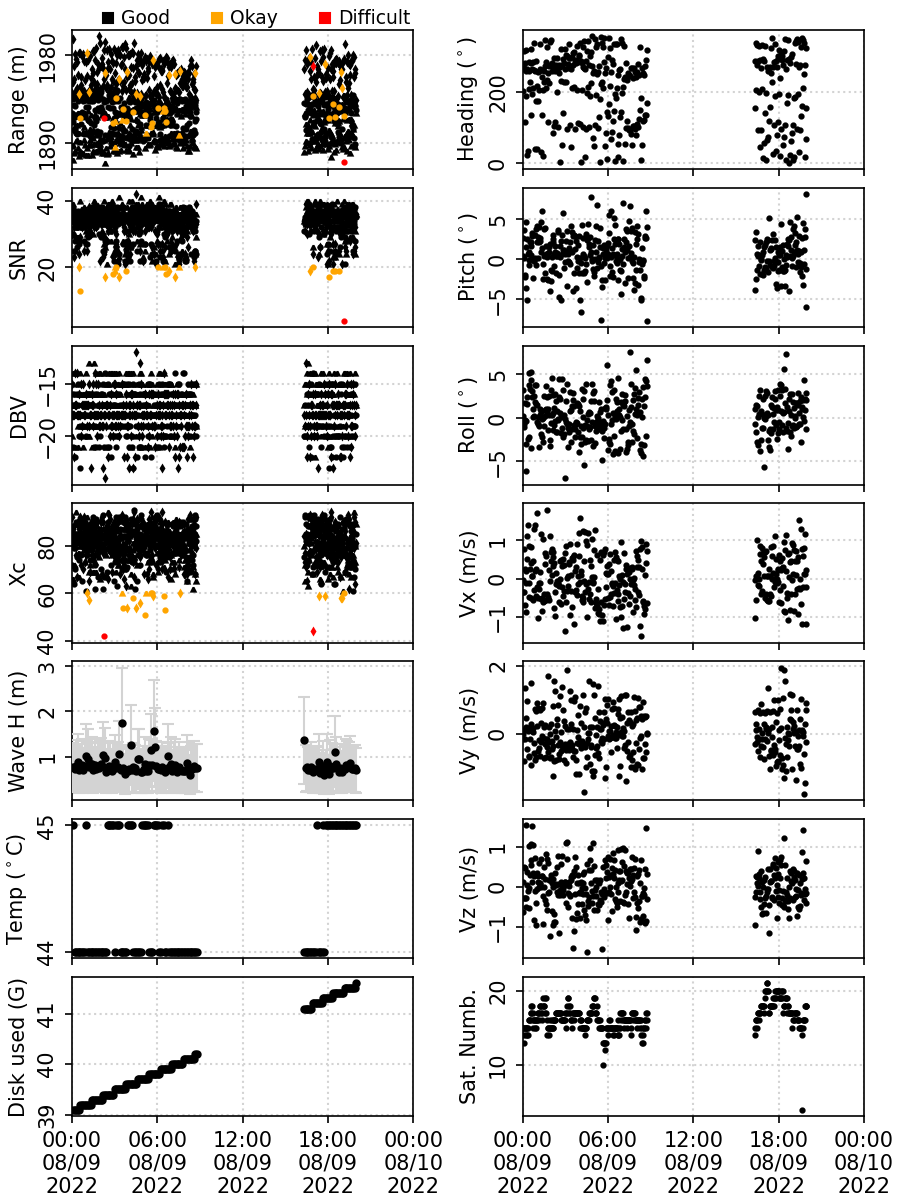 Good Okay Difficult
Range (m)
1980
1890
Heading (°)
200
0
SNR
40
20
Pitch (°)
5
0
−5
DBV
−15
−20
Roll (°)
5
0
−5
Xc
80
60
40
Vx (m/s)
1
0
−1
Wave H (m)
3
2
1
Vy (m/s)
2
0
Temp (°C)
45
44
Vz (m/s)
1
0
−1
Disk used (G)
41
40
39
Sat. Numb.
20
10
00:00 06:00 12:00 18:00 00:00
08/09 08/09 08/09 08/09 08/10
2022 2022 2022 2022 2022
00:00 06:00 12:00 18:00 00:00
08/09 08/09 08/09 08/09 08/10
2022 2022 2022 2022 2022